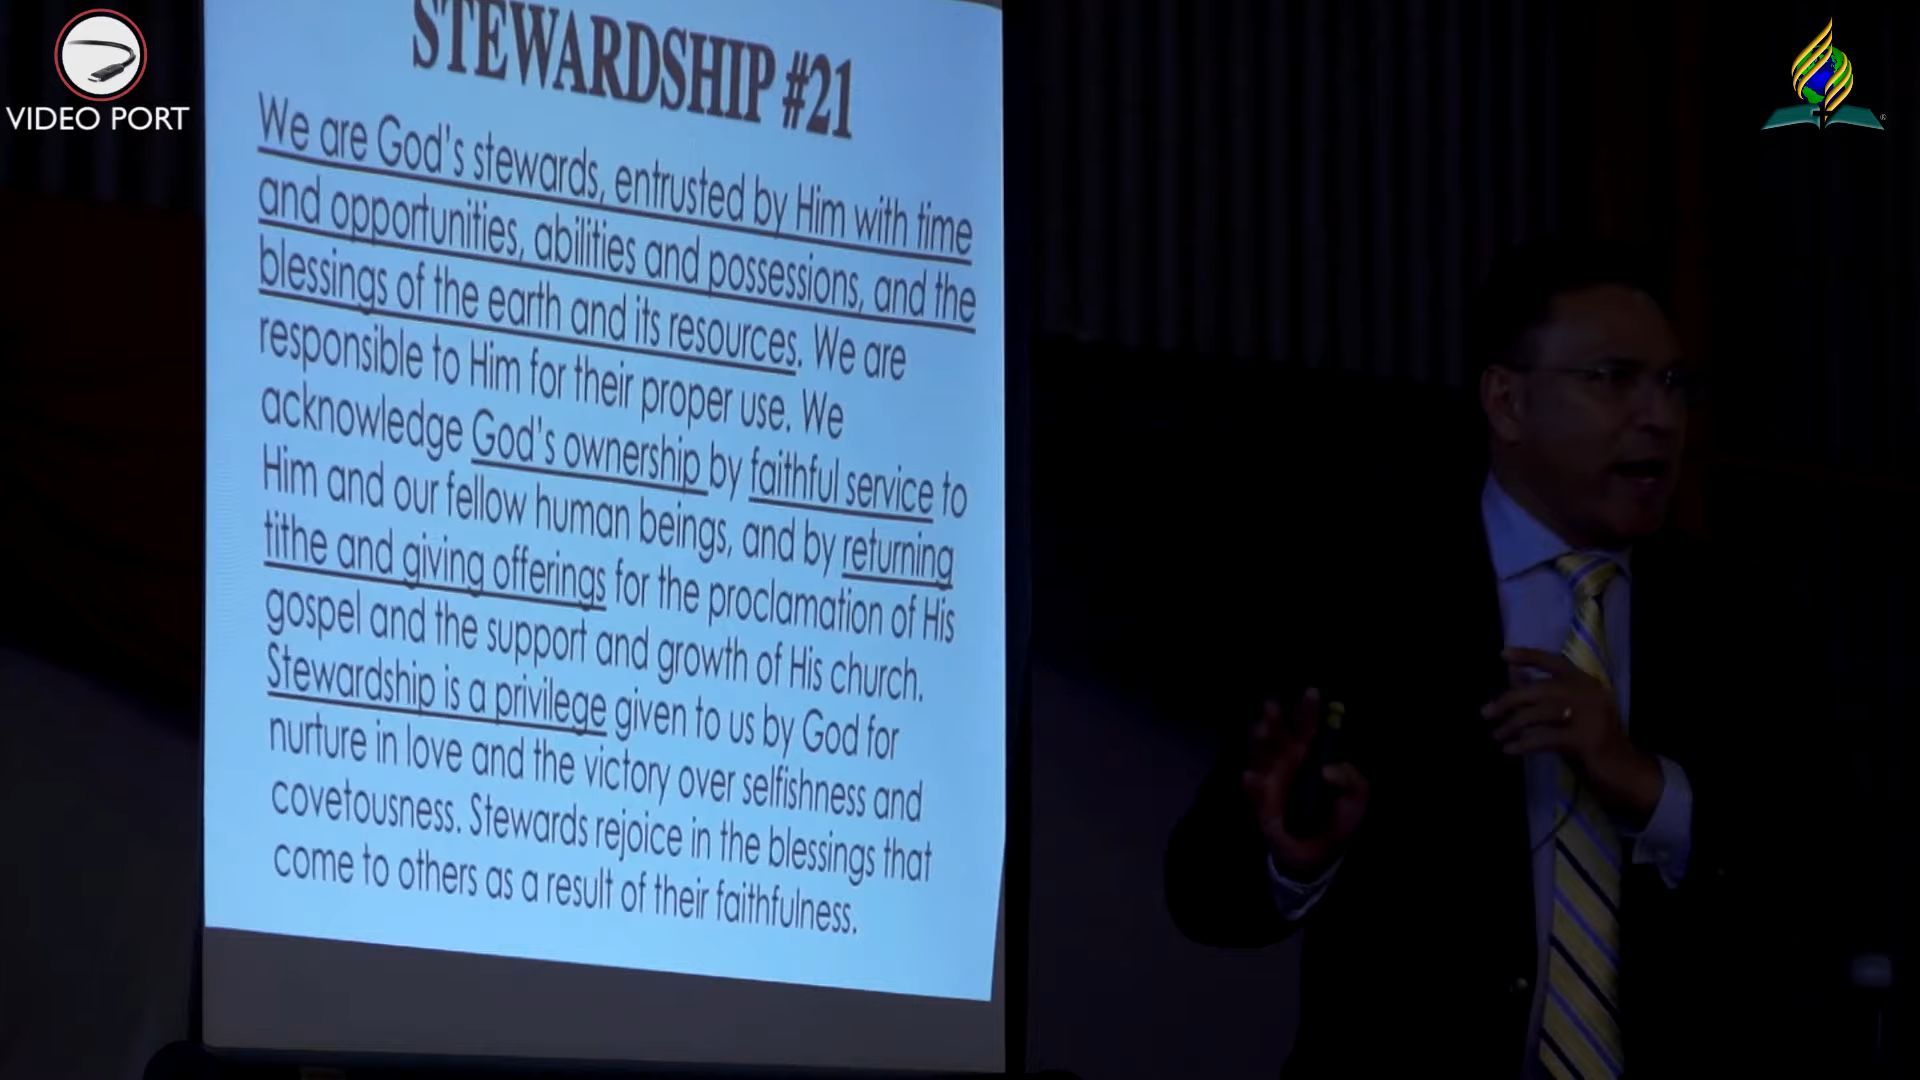 VIDEO PORT
STEWARDSHIP #21
We are God's stewards, entrusted by Him with time
and opportunities, abilities and possessions, and the
blessings of the earth and its resources. We are
responsible to Him for their proper use. We
acknowledge God's ownership by faithful service to
Him and our fellow human beings, and by returning
tithe and giving offerings for the proclamation of His
gospel and the support and growth of His church.
Stewardship is a privilege given to us by God for
nurture in love and the victory over selfishness and
covetousness. Stewards rejoice in the blessings that
come to others as a result of their faithfulness.
®